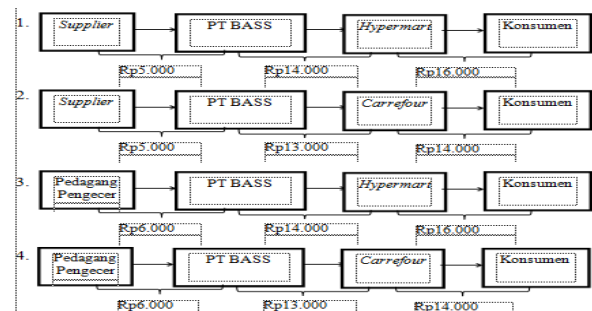 1. Supplier PT BASS Hypermart Konsumen
Rp5.000 Rp14.000 Rp16.000
2. Supplier PT BASS Carrefour Konsumen
Rp5.000 Rp13.000 Rp14.000
3. Pedagang Pengecer PT BASS Hypermart Konsumen
Rp6.000 Rp14.000 Rp16.000
4. Pedagang Pengecer PT BASS Carrefour Konsumen
Rp6.000 Rp13.000 Rp14.000